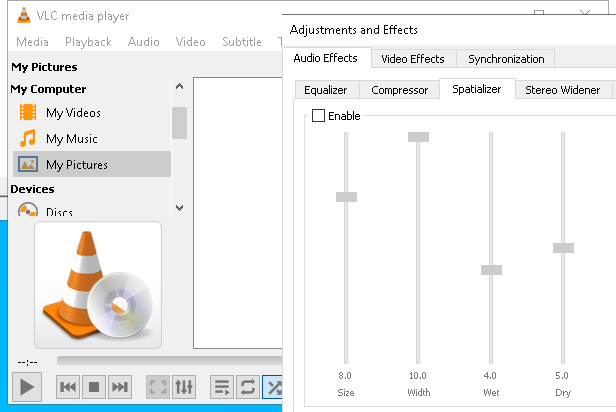 VLC media player
Media Playback Audio Video Subtitle
My Pictures
My Computer
My Videos
My Music
My Pictures
Devices
Discs
--:--
Adjustments and Effects
Audio Effects Video Effects Synchronization
Equalizer Compressor Spatializer Stereo Widener
Enable
8.0 10.0 4.0 5.0
Size Width Wet Dry